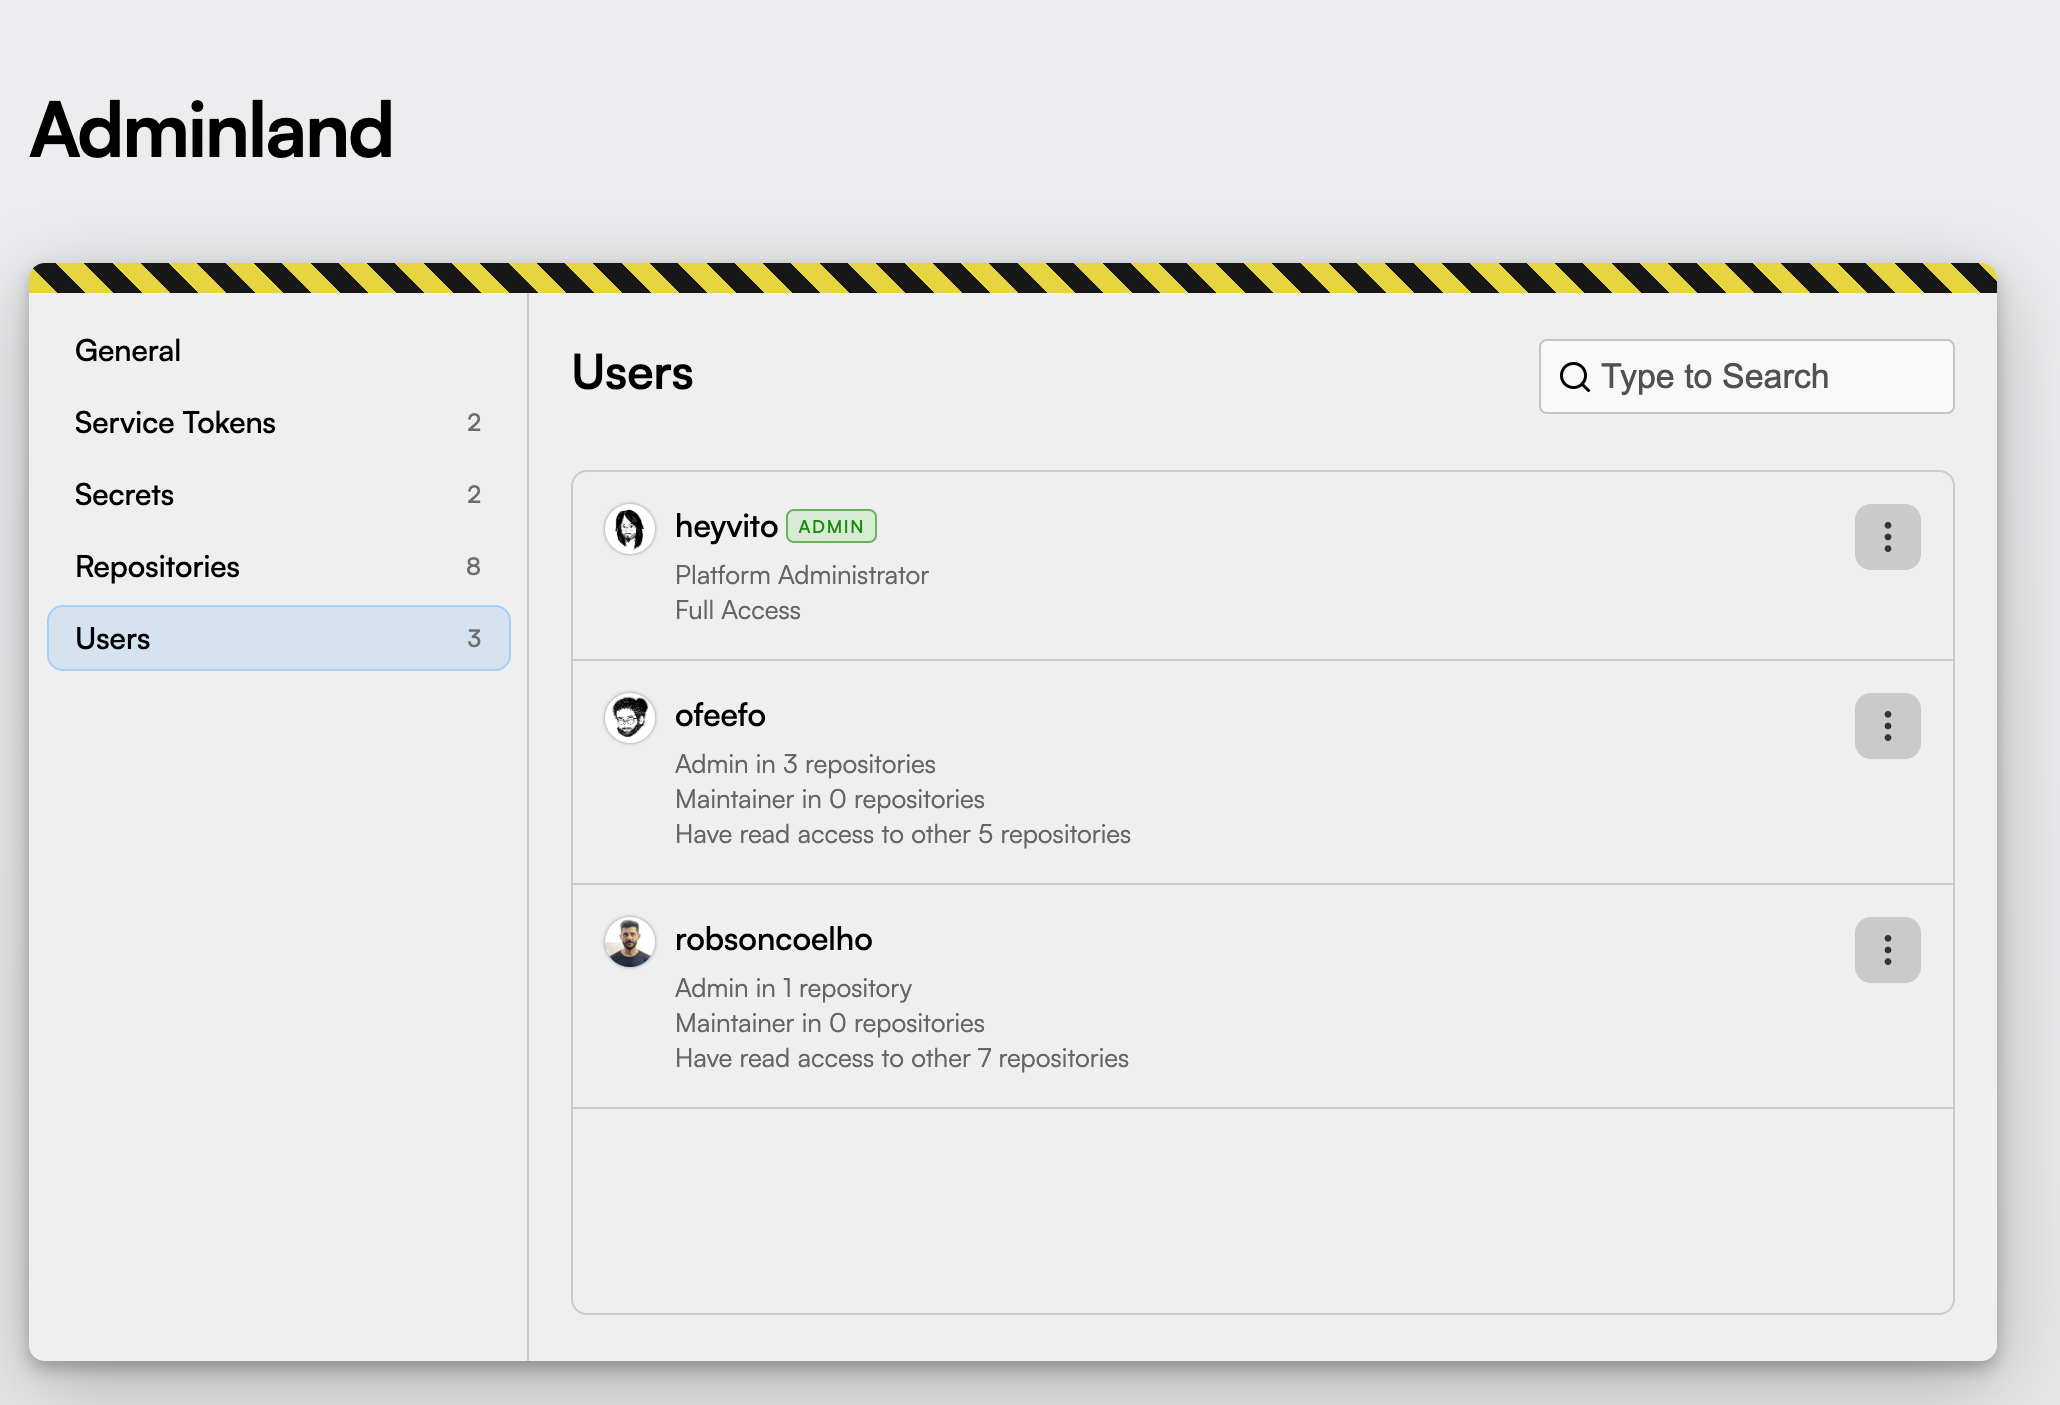 Adminland
General
Service Tokens 2
Secrets 2
Repositories 8
Users 3
Users
Type to Search
heyvito ADMIN
Platform Administrator
Full Access
ofeefo
Admin in 3 repositories
Maintainer in 0 repositories
Have read access to other 5 repositories
robsoncoelho
Admin in 1 repository
Maintainer in 0 repositories
Have read access to other 7 repositories